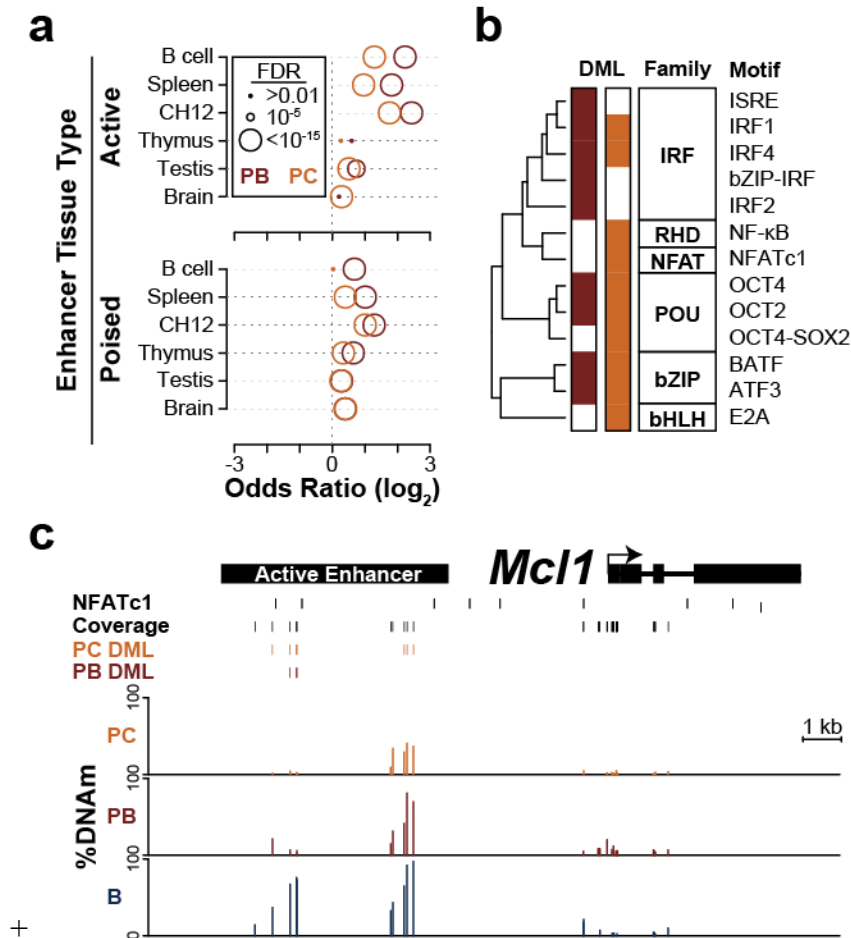 a
Enhancer Tissue Type
Active
B cell
Spleen
CH12
Thymus
Testis
Brain
FDR
>0.01
10-5
<10-15
PB PC
Poised
B cell
Spleen
CH12
Thymus
Testis
Brain
-3 0 3
Odds Ratio (log2)
b
DML Family Motif
IRF
RHD
NFAT
POU
bZIP
bHLH
ISRE
IRF1
IRF4
bZIP-IRF
IRF2
NF-κB
NFATc1
OCT4
OCT2
OCT4-SOX2
BATF
ATF3
E2A
c
Active Enhancer Mcl1
NFATc1
Coverage
PC DML
PB DML
1 kb
%DNAm
100
PC
100
PB
100
B
0